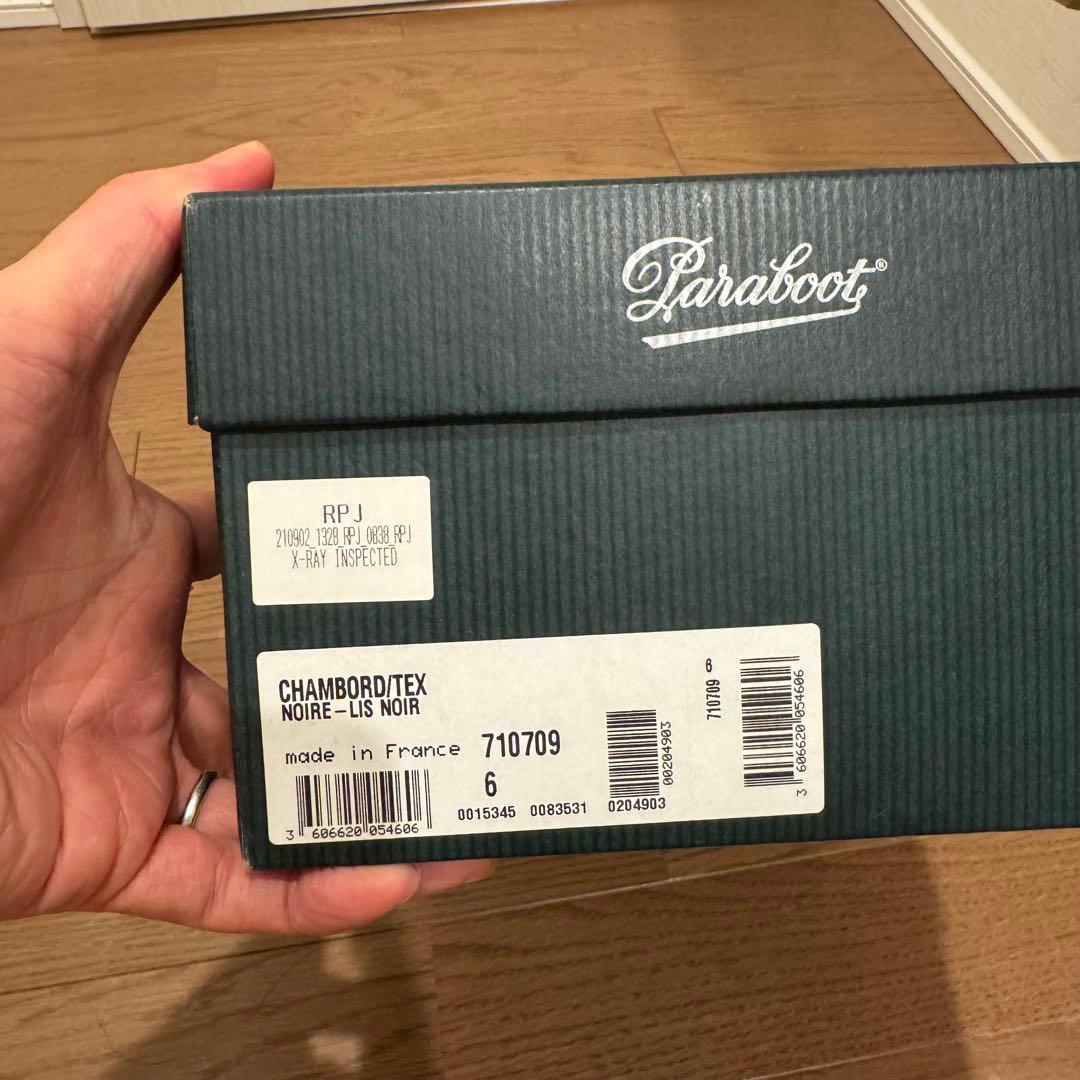 Paraboot®
RPJ
210902_1328_RPJ_0838_RPJ
X-RAY INSPECTED
CHAMBORD/TEX
NOIRE-LIS NOIR
made in France 710709
6
0015345 0083531 0204903
3 606620 054606
00204903
710709 6
3 606620 054606